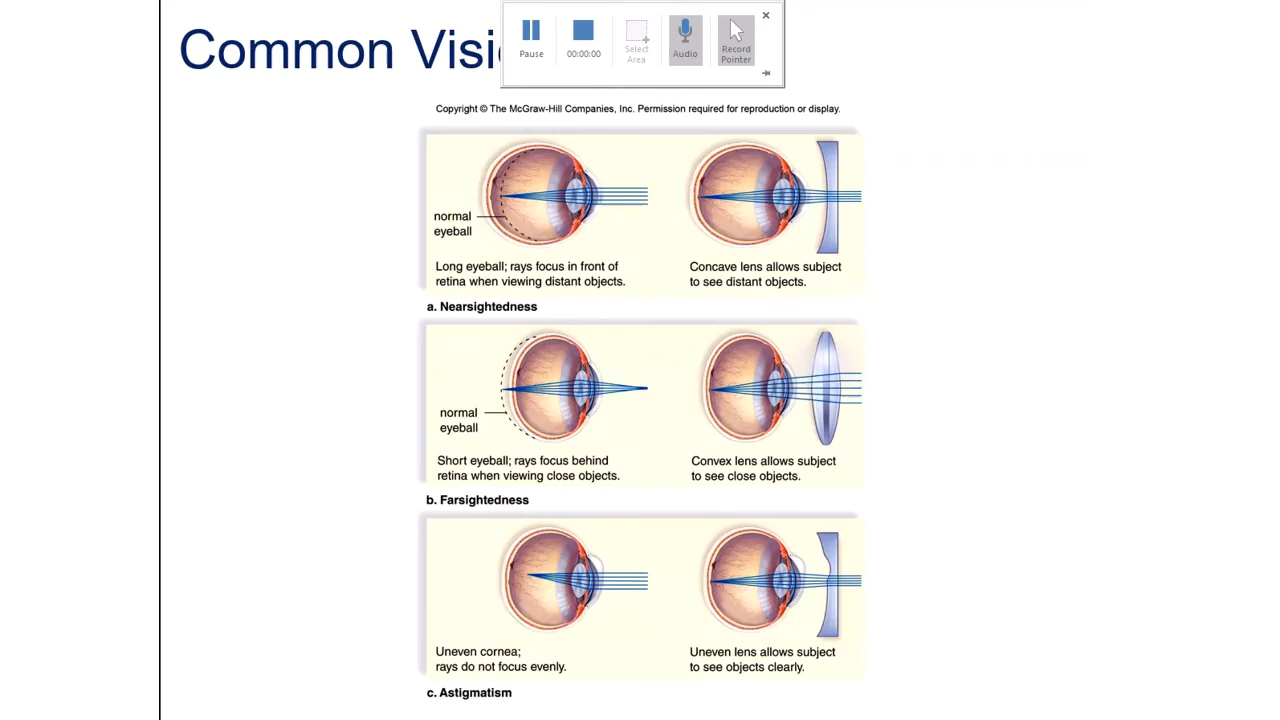 Common Visi
Pause
00:00:00
Select
Area
Audio
Record
Pointer
Copyright © The McGraw-Hill Companies, Inc. Permission required for reproduction or display.
normal
eyeball
Long eyeball; rays focus in front of
retina when viewing distant objects.
Concave lens allows subject
to see distant objects.
a. Nearsightedness
normal
eyeball
Short eyeball; rays focus behind
retina when viewing close objects.
Convex lens allows subject
to see close objects.
b. Farsightedness
Uneven cornea;
rays do not focus evenly.
Uneven lens allows subject
to see objects clearly.
c. Astigmatism